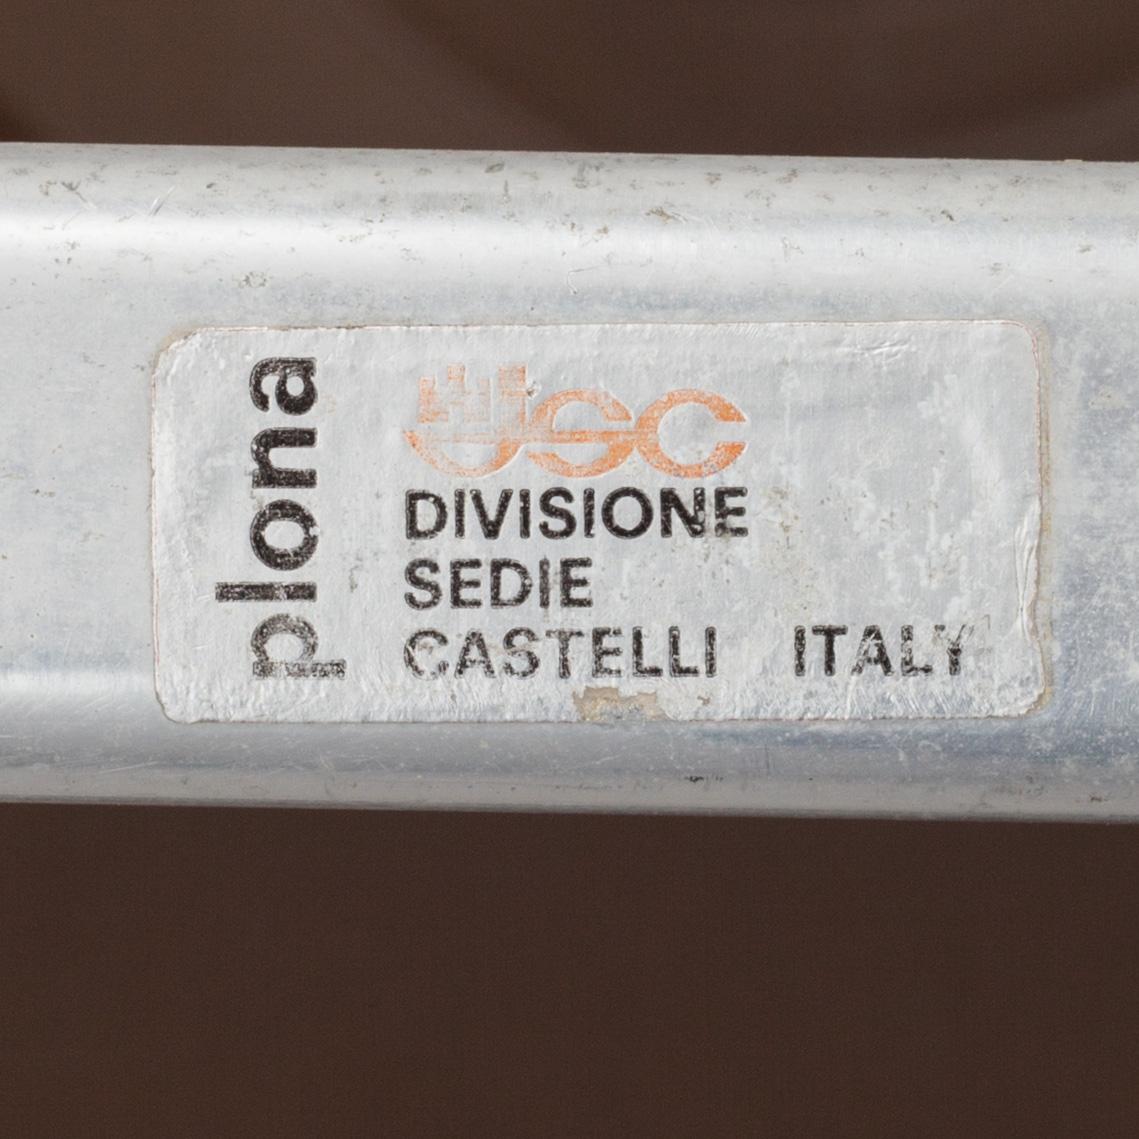 plona
dsc
DIVISIONE
SEDIE
CASTELLI ITALY